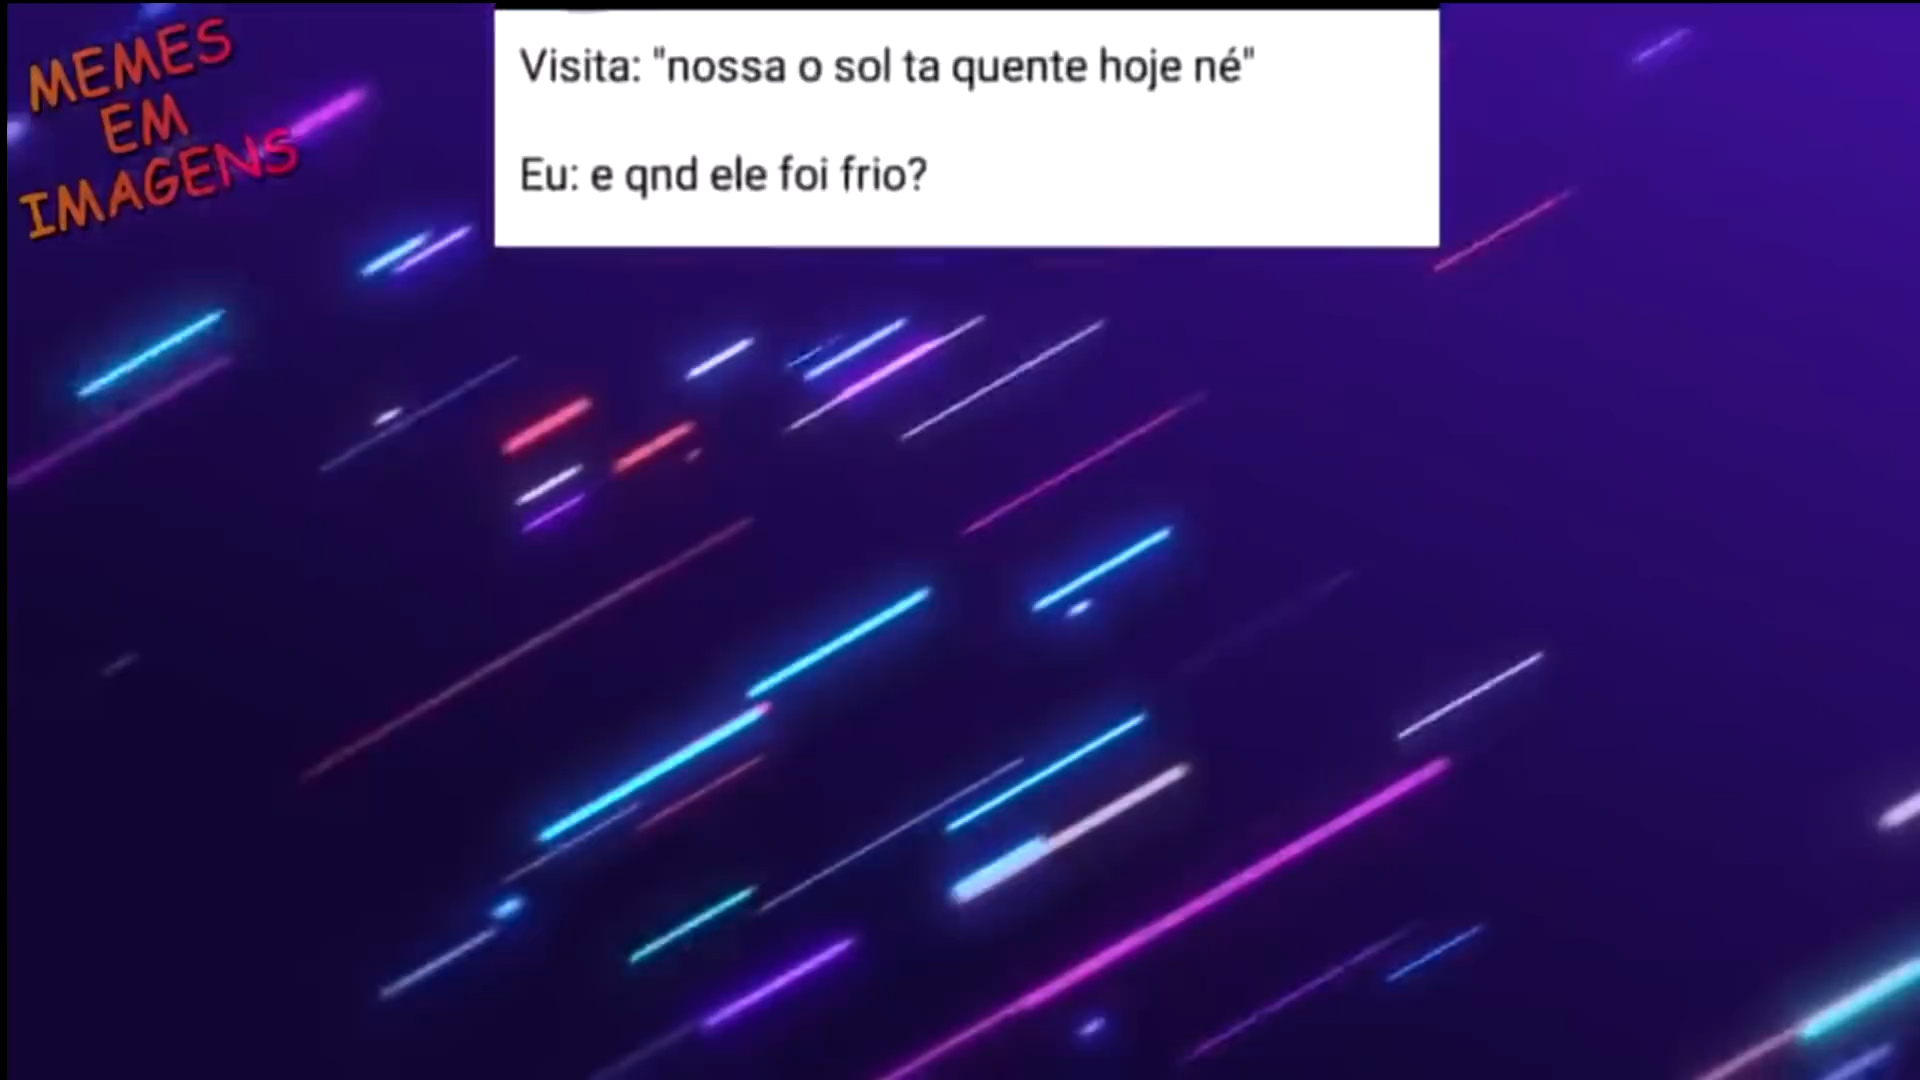 MEMES
EM
IMAGENS
Visita: "nossa o sol ta quente hoje né"
Eu: e qnd ele foi frio?